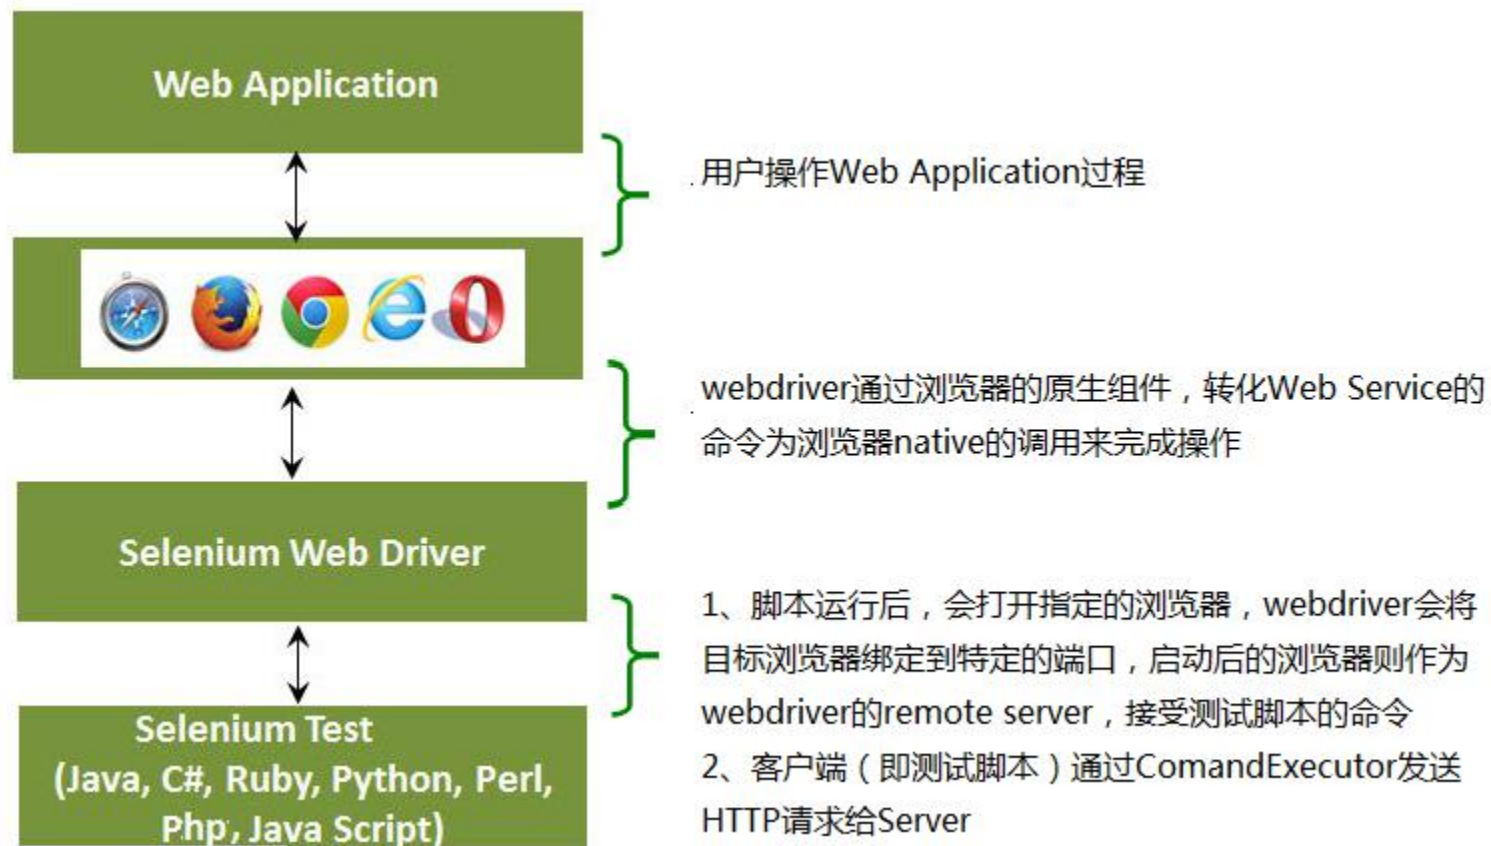 Web Application
用户操作Web Application过程
webdriver通过浏览器的原生组件，转化Web Service的
命令为浏览器native的调用来完成操作
Selenium Web Driver
1、脚本运行后，会打开指定的浏览器，webdriver会将
目标浏览器绑定到特定的端口，启动后的浏览器则作为
webdriver的remote server，接受测试脚本的命令
2、客户端（即测试脚本）通过ComandExecutor发送
HTTP请求给Server
Selenium Test
(Java, C#, Ruby, Python, Perl,
Php, Java Script)